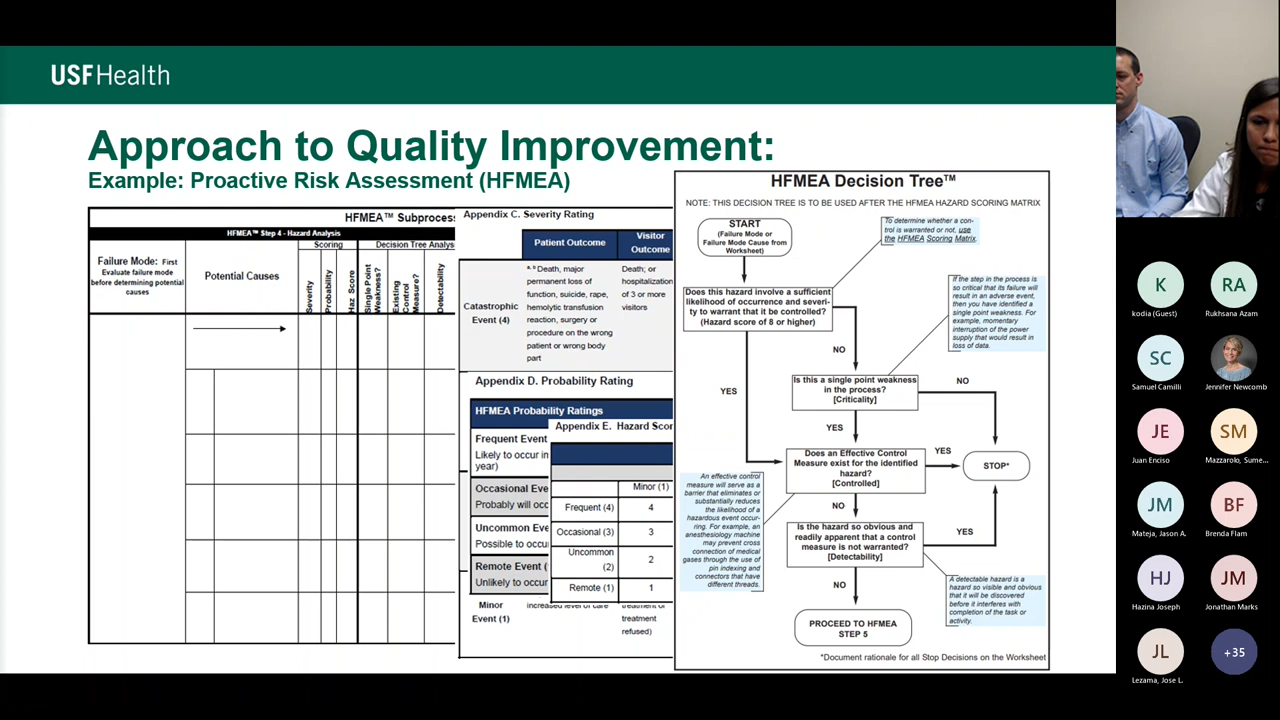 USF Health
Approach to Quality Improvement:
Example: Proactive Risk Assessment (HFMEA)
HFMEA™ Subprocess
HFMEA™ Step 4 - Hazard Analysis
Scoring
Decision Tree Analys
Failure Mode: First
Evaluate failure mode
before determining potential
causes
Potential Causes
Severity
Probability
Haz Score
Single Point
Weakness?
Existing
Control
Measure?
Detectability
Appendix C. Severity Rating
Patient Outcome
Visitor
Outcome
Catastrophic
Event (4)
Death, major
permanent loss of
function, suicide, rape,
hemolytic transfusion
reaction, surgery or
procedure on the wrong
patient or wrong body
part
Death; or
hospitalization
of 3 or more
visitors
Appendix D. Probability Rating
HFMEA Probability Ratings
Frequent Event
Likely to occur in
year)
Occasional Eve
Probably will occ
Uncommon Eve
Possible to occu
Remote Event (
Unlikely to occur
Minor
Event (1)
increased level of care
treatment or
treatment
refused)
Appendix E. Hazard Scor
Minor (1)
Frequent (4)
4
Occasional (3)
3
Uncommon
(2)
2
Remote (1)
1
HFMEA Decision Tree™
NOTE: THIS DECISION TREE IS TO BE USED AFTER THE HFMEA HAZARD SCORING MATRIX
START
(Failure Mode or
Failure Mode Cause from
Worksheet)
To determine whether a con-
trol is warranted or not, use
the HFMEA Scoring Matrix.
Does this hazard involve a sufficient
likelihood of occurrence and severi-
ty to warrant that it be controlled?
(Hazard score of 8 or higher)
If the step in the process is
so critical that its failure will
result in an adverse event,
then you have identified a
single point weakness. For
example, momentary
interruption of the power
supply that would result in
loss of data.
NO
YES
Is this a single point weakness
in the process?
[Criticality]
NO
YES
Does an Effective Control
Measure exist for the identified
hazard?
[Controlled]
YES
STOP*
An effective control
measure will serve as a
barrier that eliminates or
substantially reduces
the likelihood of a
hazardous event occur-
ring. For example, an
anesthesiology machine
may prevent cross
connection of medical
gases through the use of
pin indexing and
connectors that have
different threads.
NO
Is the hazard so obvious and
readily apparent that a control
measure is not warranted?
[Detectability]
YES
NO
A detectable hazard is a
hazard so visible and obvious
that it will be discovered
before it interferes with
completion of the task or
activity.
PROCEED TO HFMEA
STEP 5
*Document rationale for all Stop Decisions on the Worksheet
K
kodia (Guest)
RA
Rukhsana Azam
SC
Samuel Camilli
Jennifer Newcomb
JE
Juan Enciso
SM
Mazzarolo, Sume...
JM
Mateja, Jason A.
BF
Brenda Flam
HJ
Hazina Joseph
JM
Jonathan Marks
JL
Lezama, Jose L.
+35